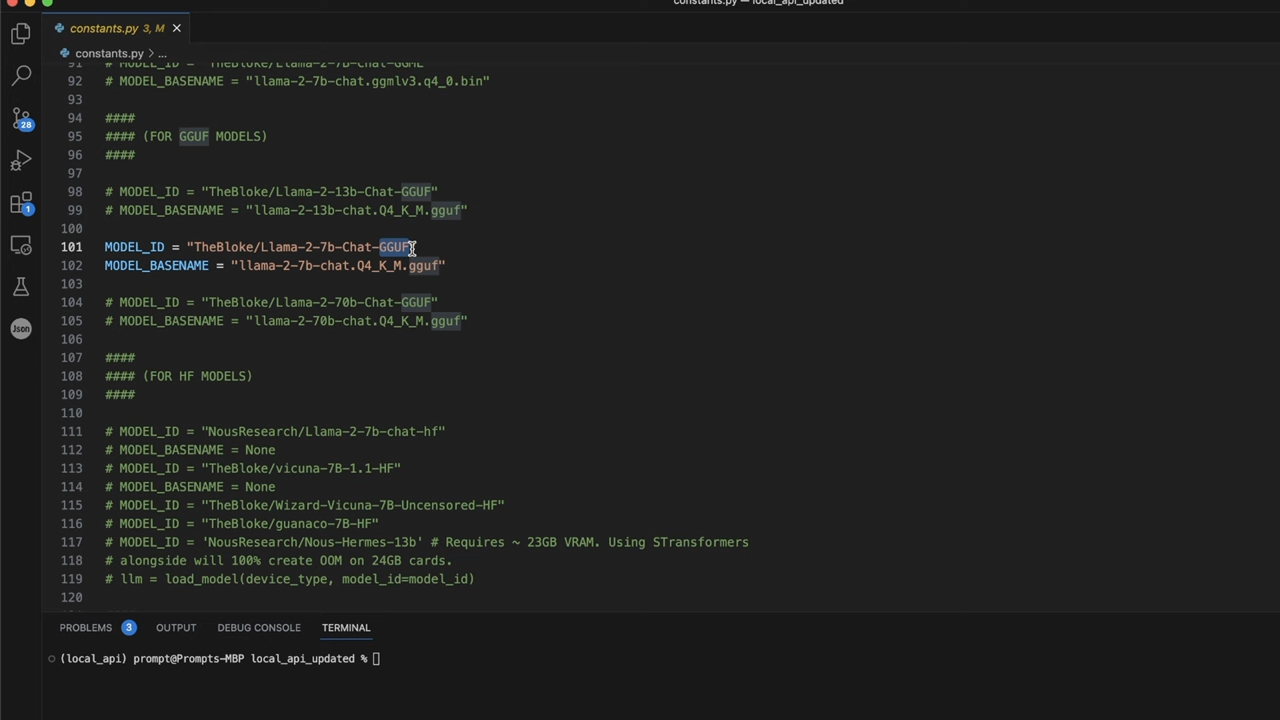 constants.py — local_api_updated
constants.py 3, M
constants.py > ...
91 # MODEL_ID = "TheBloke/Llama-2-7B-Chat-GGML"
92 # MODEL_BASENAME = "llama-2-7b-chat.ggmlv3.q4_0.bin"
93
94 ####
95 #### (FOR GGUF MODELS)
96 ####
97
98 # MODEL_ID = "TheBloke/Llama-2-13b-Chat-GGUF"
99 # MODEL_BASENAME = "llama-2-13b-chat.Q4_K_M.gguf"
100
101 MODEL_ID = "TheBloke/Llama-2-7b-Chat-GGUF"
102 MODEL_BASENAME = "llama-2-7b-chat.Q4_K_M.gguf"
103
104 # MODEL_ID = "TheBloke/Llama-2-70b-Chat-GGUF"
105 # MODEL_BASENAME = "llama-2-70b-chat.Q4_K_M.gguf"
106
107 ####
108 #### (FOR HF MODELS)
109 ####
110
111 # MODEL_ID = "NousResearch/Llama-2-7b-chat-hf"
112 # MODEL_BASENAME = None
113 # MODEL_ID = "TheBloke/vicuna-7B-1.1-HF"
114 # MODEL_BASENAME = None
115 # MODEL_ID = "TheBloke/Wizard-Vicuna-7B-Uncensored-HF"
116 # MODEL_ID = "TheBloke/guanaco-7B-HF"
117 # MODEL_ID = 'NousResearch/Nous-Hermes-13b' # Requires ~ 23GB VRAM. Using STransformers
118 # alongside will 100% create OOM on 24GB cards.
119 # llm = load_model(device_type, model_id=model_id)
120
28
1
Json
PROBLEMS 3 OUTPUT DEBUG CONSOLE TERMINAL
(local_api) prompt@Prompts-MBP local_api_updated %